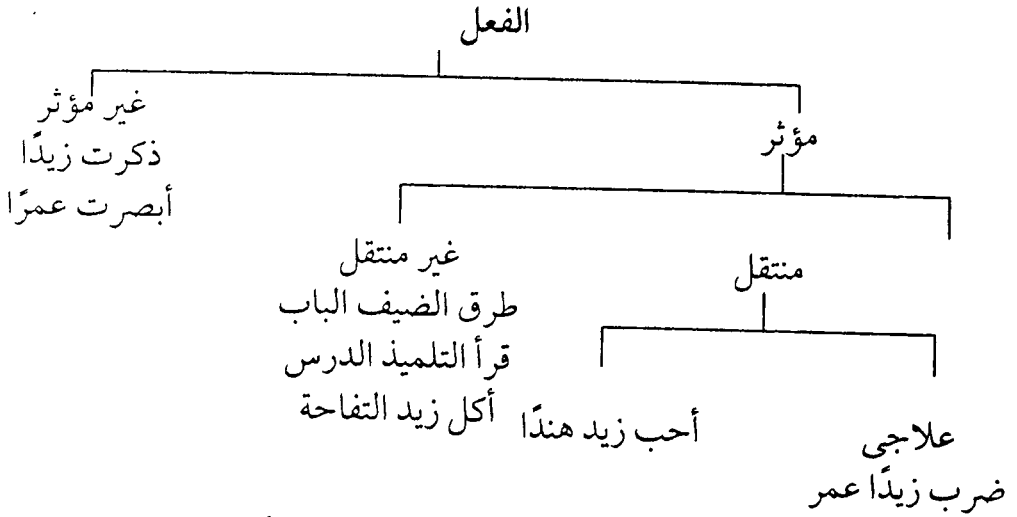 الفعل
مؤثر
غير مؤثر
ذكرت زيدًا
أبصرت عمرًا
منتقل
غير منتقل
طرق الضيف الباب
قرأ التلميذ الدرس
أكل زيد التفاحة
علاجى
ضرب زيدًا عمر
أحب زيد هندًا